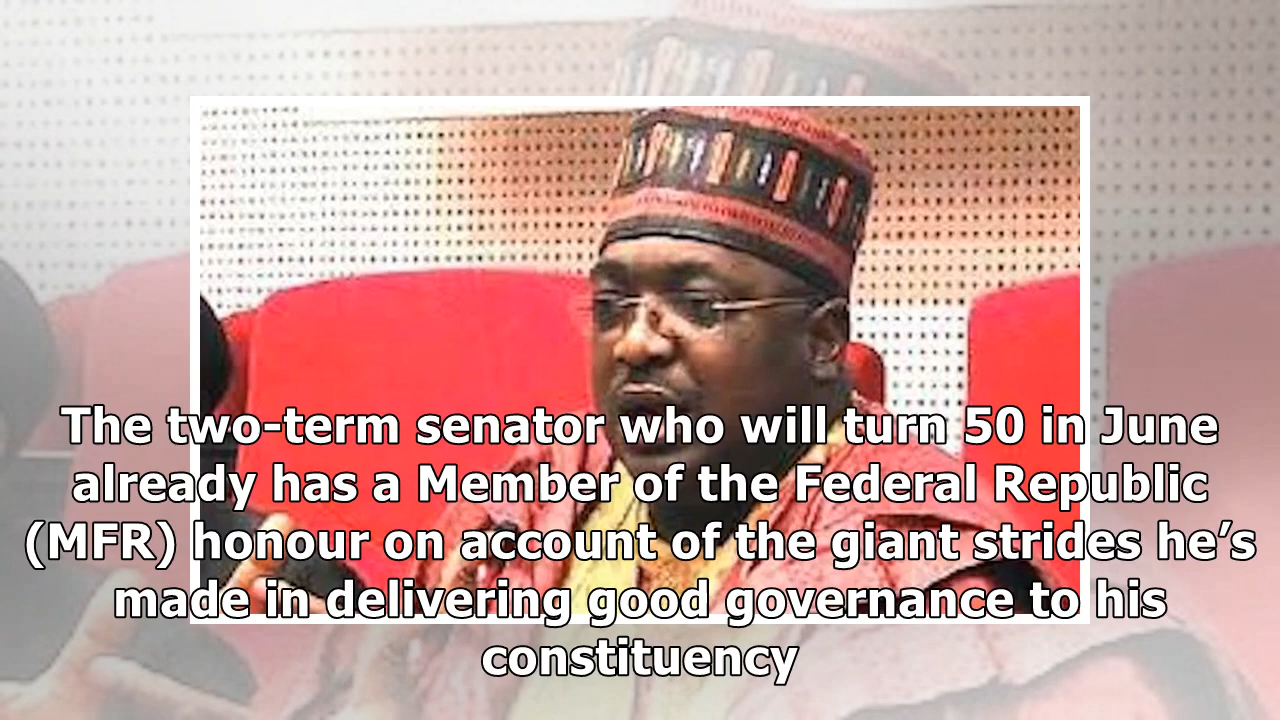 The two-term senator who will turn 50 in June
already has a Member of the Federal Republic
(MFR) honour on account of the giant strides he’s
made in delivering good governance to his
constituency